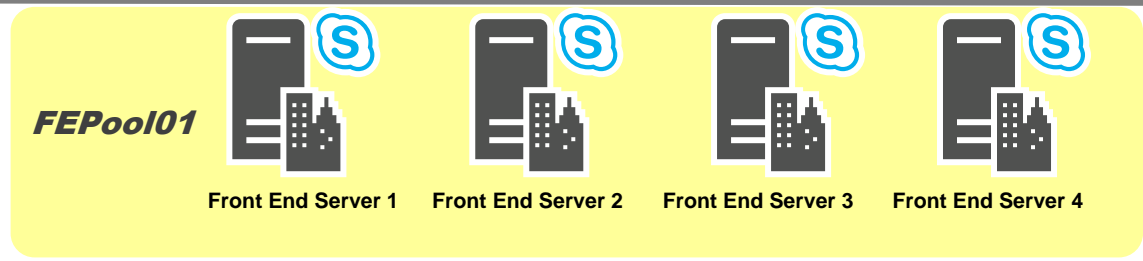 S S S S
FEPool01
Front End Server 1 Front End Server 2 Front End Server 3 Front End Server 4